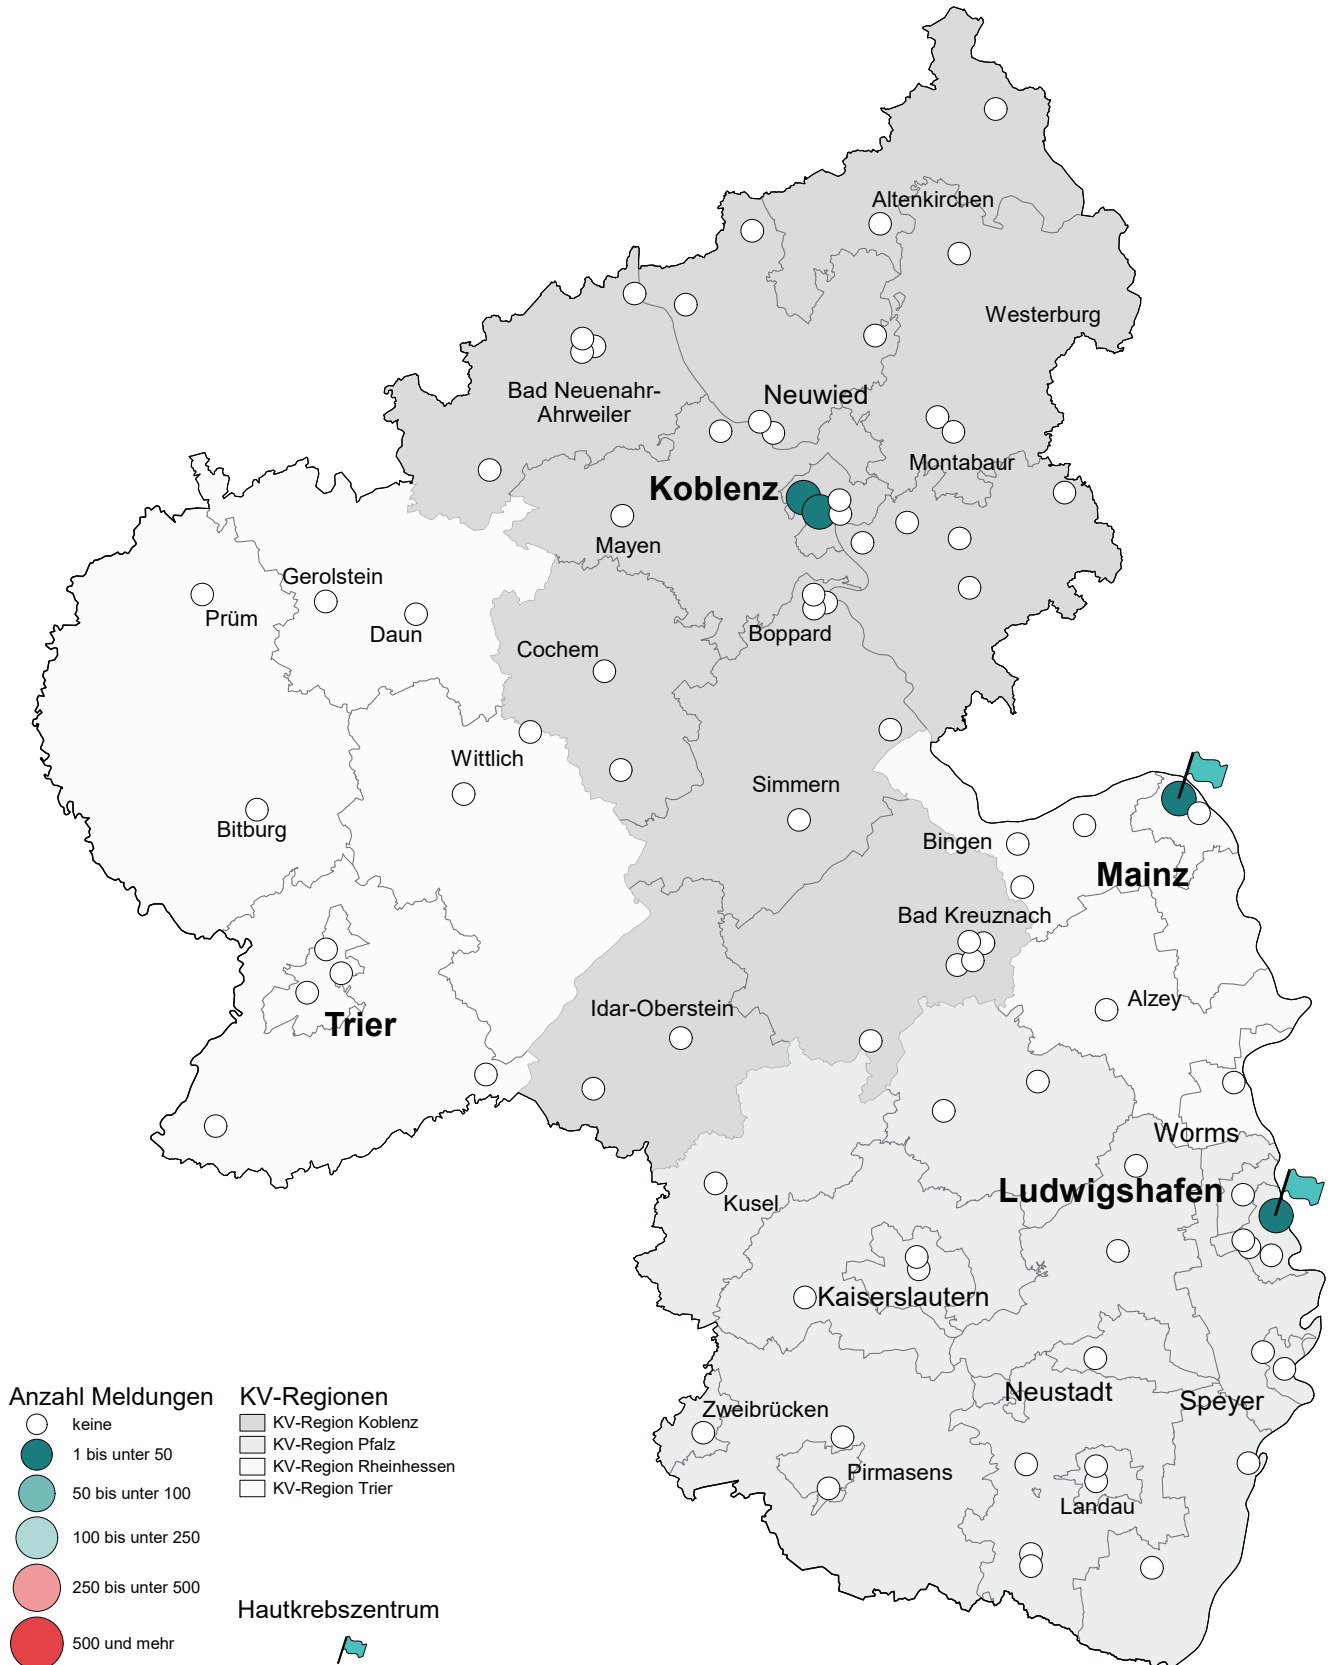 Altenkirchen
Westerburg
Bad Neuenahr-
Ahrweiler
Neuwied
Montabaur
Koblenz
Mayen
Gerolstein
Prüm
Daun
Boppard
Cochem
Wittlich
Simmern
Bitburg
Bingen
Mainz
Bad Kreuznach
Alzey
Idar-Oberstein
Trier
Worms
Ludwigshafen
Kusel
Kaiserslautern
Neustadt
Speyer
Zweibrücken
Pirmasens
Landau
Anzahl Meldungen
keine
1 bis unter 50
50 bis unter 100
100 bis unter 250
250 bis unter 500
500 und mehr
KV-Regionen
KV-Region Koblenz
KV-Region Pfalz
KV-Region Rheinhessen
KV-Region Trier
Hautkrebszentrum